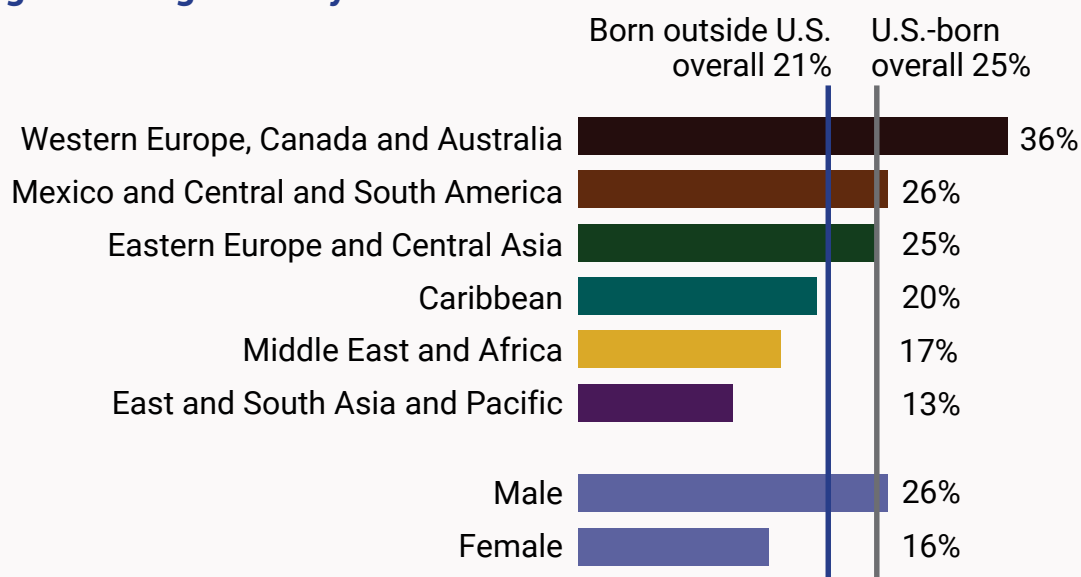 Born outside U.S.
overall 21%
U.S.-born
overall 25%
Western Europe, Canada and Australia 36%
Mexico and Central and South America 26%
Eastern Europe and Central Asia 25%
Caribbean 20%
Middle East and Africa 17%
East and South Asia and Pacific 13%
Male 26%
Female 16%